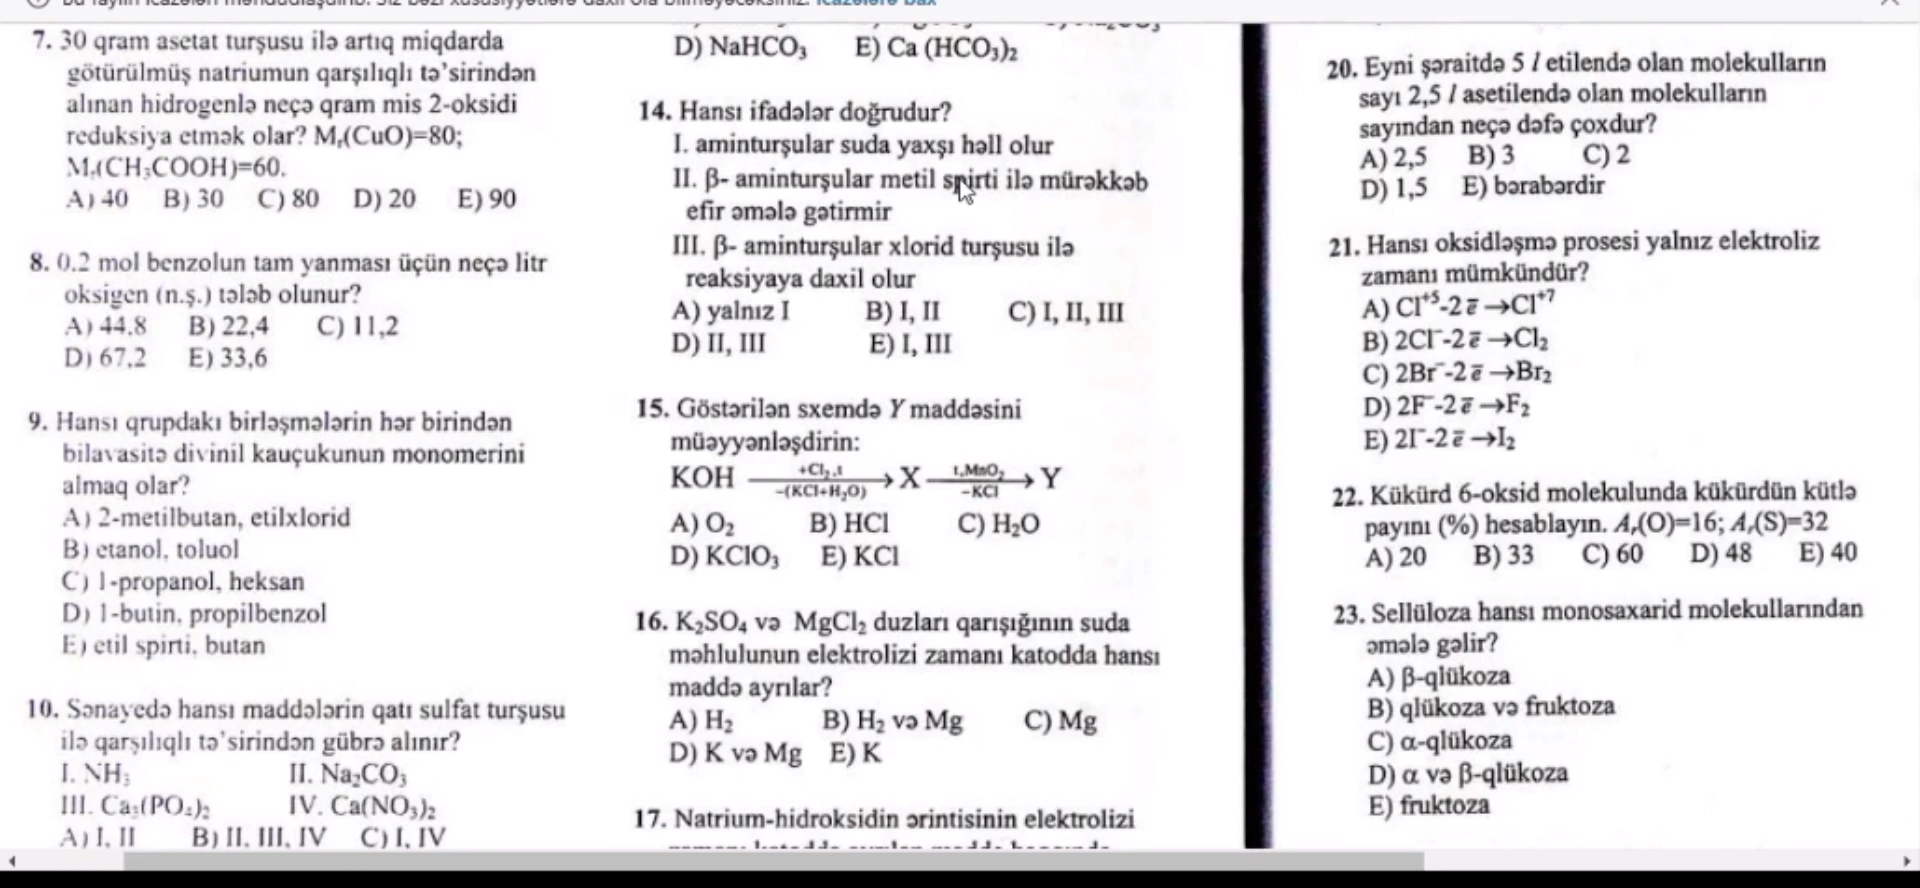 7. 30 qram asetat turşusu ilə artıq miqdarda
götürülmüş natriumun qarşılıqlı tə'sirindən
alınan hidrogenlə neçə qram mis 2-oksidi
reduksiya etmək olar? Mᵣ(CuO)=80;
Mᵣ(CH₃COOH)=60.
A) 40 B) 30 C) 80 D) 20 E) 90
8. 0.2 mol benzolun tam yanması üçün neçə litr
oksigen (n.ş.) tələb olunur?
A) 44.8 B) 22,4 C) 11,2
D) 67,2 E) 33,6
9. Hansı qrupdakı birləşmələrin hər birindən
bilavasitə divinil kauçukunun monomerini
almaq olar?
A) 2-metilbutan, etilxlorid
B) etanol, toluol
C) 1-propanol, heksan
D) 1-butin, propilbenzol
E) etil spirti, butan
10. Sənayedə hansı maddələrin qatı sulfat turşusu
ilə qarşılıqlı tə'sirindən gübrə alınır?
I. NH₃ II. Na₂CO₃
III. Ca₃(PO₄)₂ IV. Ca(NO₃)₂
A) I, II B) II, III, IV C) I, IV
D) NaHCO₃ E) Ca (HCO₃)₂
14. Hansı ifadələr doğrudur?
I. aminturşular suda yaxşı həll olur
II. β- aminturşular metil spirti ilə mürəkkəb
efir əmələ gətirmir
III. β- aminturşular xlorid turşusu ilə
reaksiyaya daxil olur
A) yalnız I B) I, II C) I, II, III
D) II, III E) I, III
15. Göstərilən sxemdə Y maddəsini
müəyyənləşdirin:
KOH +Cl₂,t −(KCl+H₂O) → X t,MnO₂ −KCl → Y
A) O₂ B) HCl C) H₂O
D) KClO₃ E) KCl
16. K₂SO₄ və MgCl₂ duzları qarışığının suda
məhlulunun elektrolizi zamanı katodda hansı
maddə ayrılar?
A) H₂ B) H₂ və Mg C) Mg
D) K və Mg E) K
17. Natrium-hidroksidin ərintisinin elektrolizi
20. Eyni şəraitdə 5 l etilendə olan molekulların
sayı 2,5 l asetilendə olan molekulların
sayından neçə dəfə çoxdur?
A) 2,5 B) 3 C) 2
D) 1,5 E) bərabərdir
21. Hansı oksidləşmə prosesi yalnız elektroliz
zamanı mümkündür?
A) Cl⁺⁵-2ē→Cl⁺⁷
B) 2Cl⁻-2ē→Cl₂
C) 2Br⁻-2ē→Br₂
D) 2F⁻-2ē→F₂
E) 2I⁻-2ē→I₂
22. Kükürd 6-oksid molekulunda kükürdün kütlə
payını (%) hesablayın. Aᵣ(O)=16; Aᵣ(S)=32
A) 20 B) 33 C) 60 D) 48 E) 40
23. Sellüloza hansı monosaxarid molekullarından
əmələ gəlir?
A) β-qlükoza
B) qlükoza və fruktoza
C) α-qlükoza
D) α və β-qlükoza
E) fruktoza